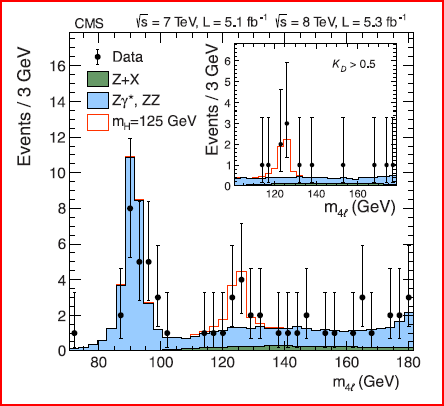 CMS √s = 7 TeV, L = 5.1 fb⁻¹ √s = 8 TeV, L = 5.3 fb⁻¹
Events / 3 GeV
16
14
12
10
8
6
4
2
0
Data
Z+X
Zγ*, ZZ
m_H=125 GeV
Events / 3 GeV
6
5
4
3
2
1
0
K_D > 0.5
120 140 160
m_4ℓ (GeV)
80 100 120 140 160 180
m_4ℓ (GeV)